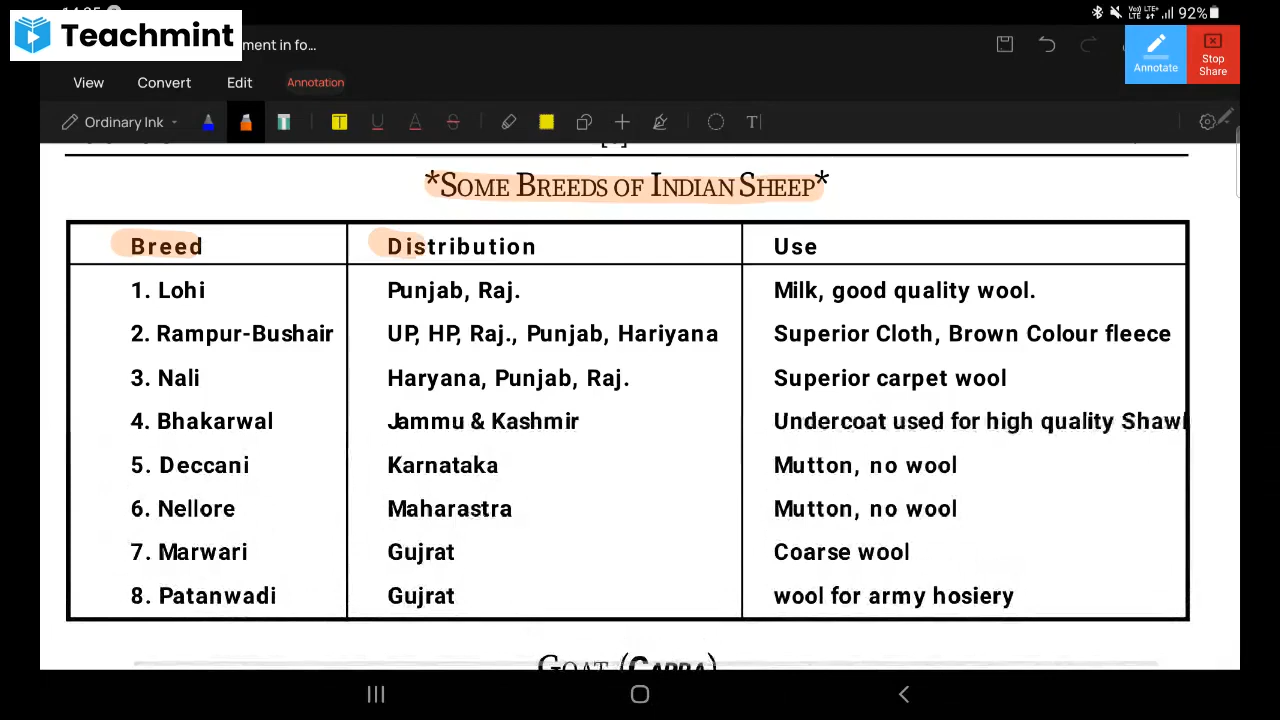 Teachmint
ment in fo...
92%
Annotate
Stop
Share
View Convert Edit Annotation
Ordinary Ink
*SOME BREEDS OF INDIAN SHEEP*
Breed Distribution Use
1. Lohi Punjab, Raj. Milk, good quality wool.
2. Rampur-Bushair UP, HP, Raj., Punjab, Hariyana Superior Cloth, Brown Colour fleece
3. Nali Haryana, Punjab, Raj. Superior carpet wool
4. Bhakarwal Jammu & Kashmir Undercoat used for high quality Shawl
5. Deccani Karnataka Mutton, no wool
6. Nellore Maharastra Mutton, no wool
7. Marwari Gujrat Coarse wool
8. Patanwadi Gujrat wool for army hosiery
GOAT (CAPRA)